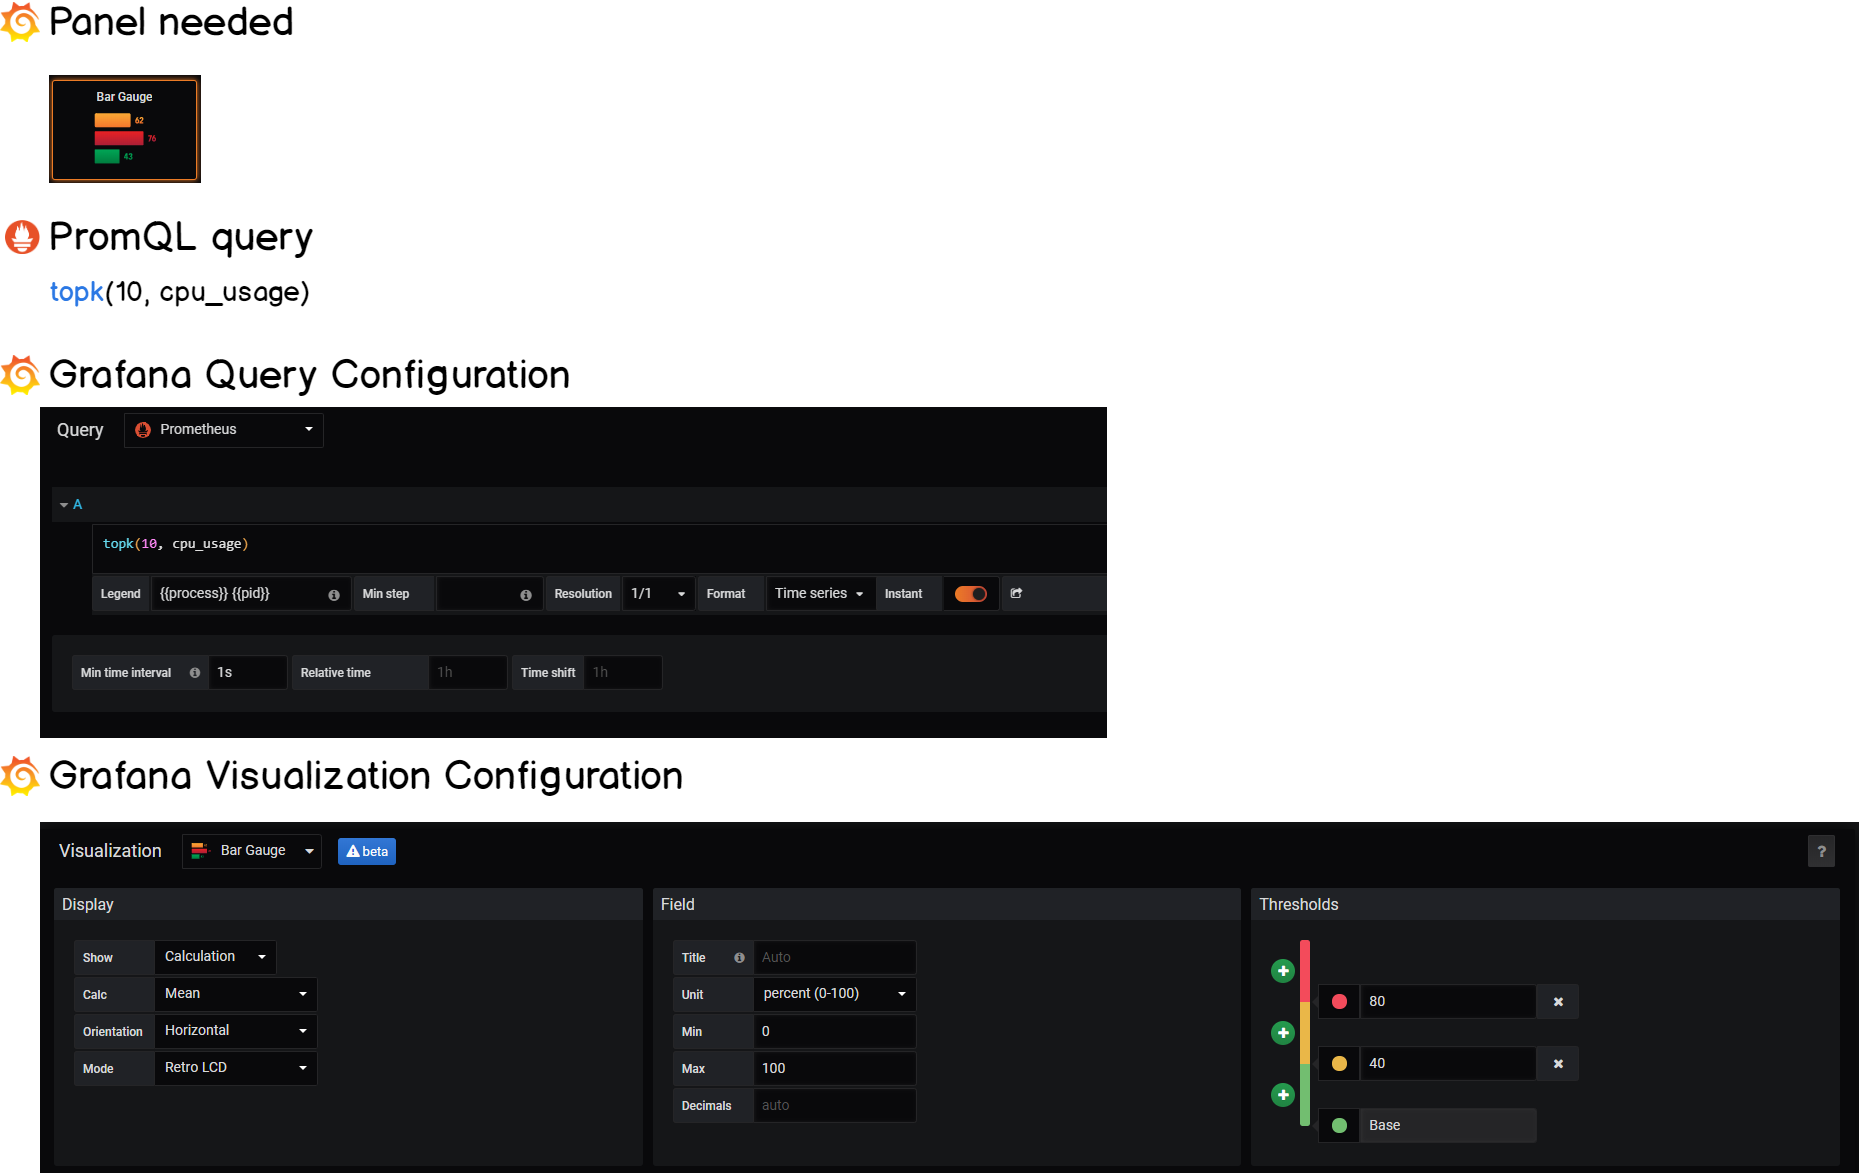 Panel needed
Bar Gauge
62
76
43
PromQL query
topk(10, cpu_usage)
Grafana Query Configuration
Query Prometheus
A
topk(10, cpu_usage)
Legend {{process}} {{pid}} Min step Resolution 1/1 Format Time series Instant
Min time interval 1s Relative time 1h Time shift 1h
Grafana Visualization Configuration
Visualization Bar Gauge beta ?
Display Field Thresholds
Show Calculation Title Auto
Calc Mean Unit percent (0-100) 80
Orientation Horizontal Min 0
Mode Retro LCD Max 100 40
Decimals auto
Base